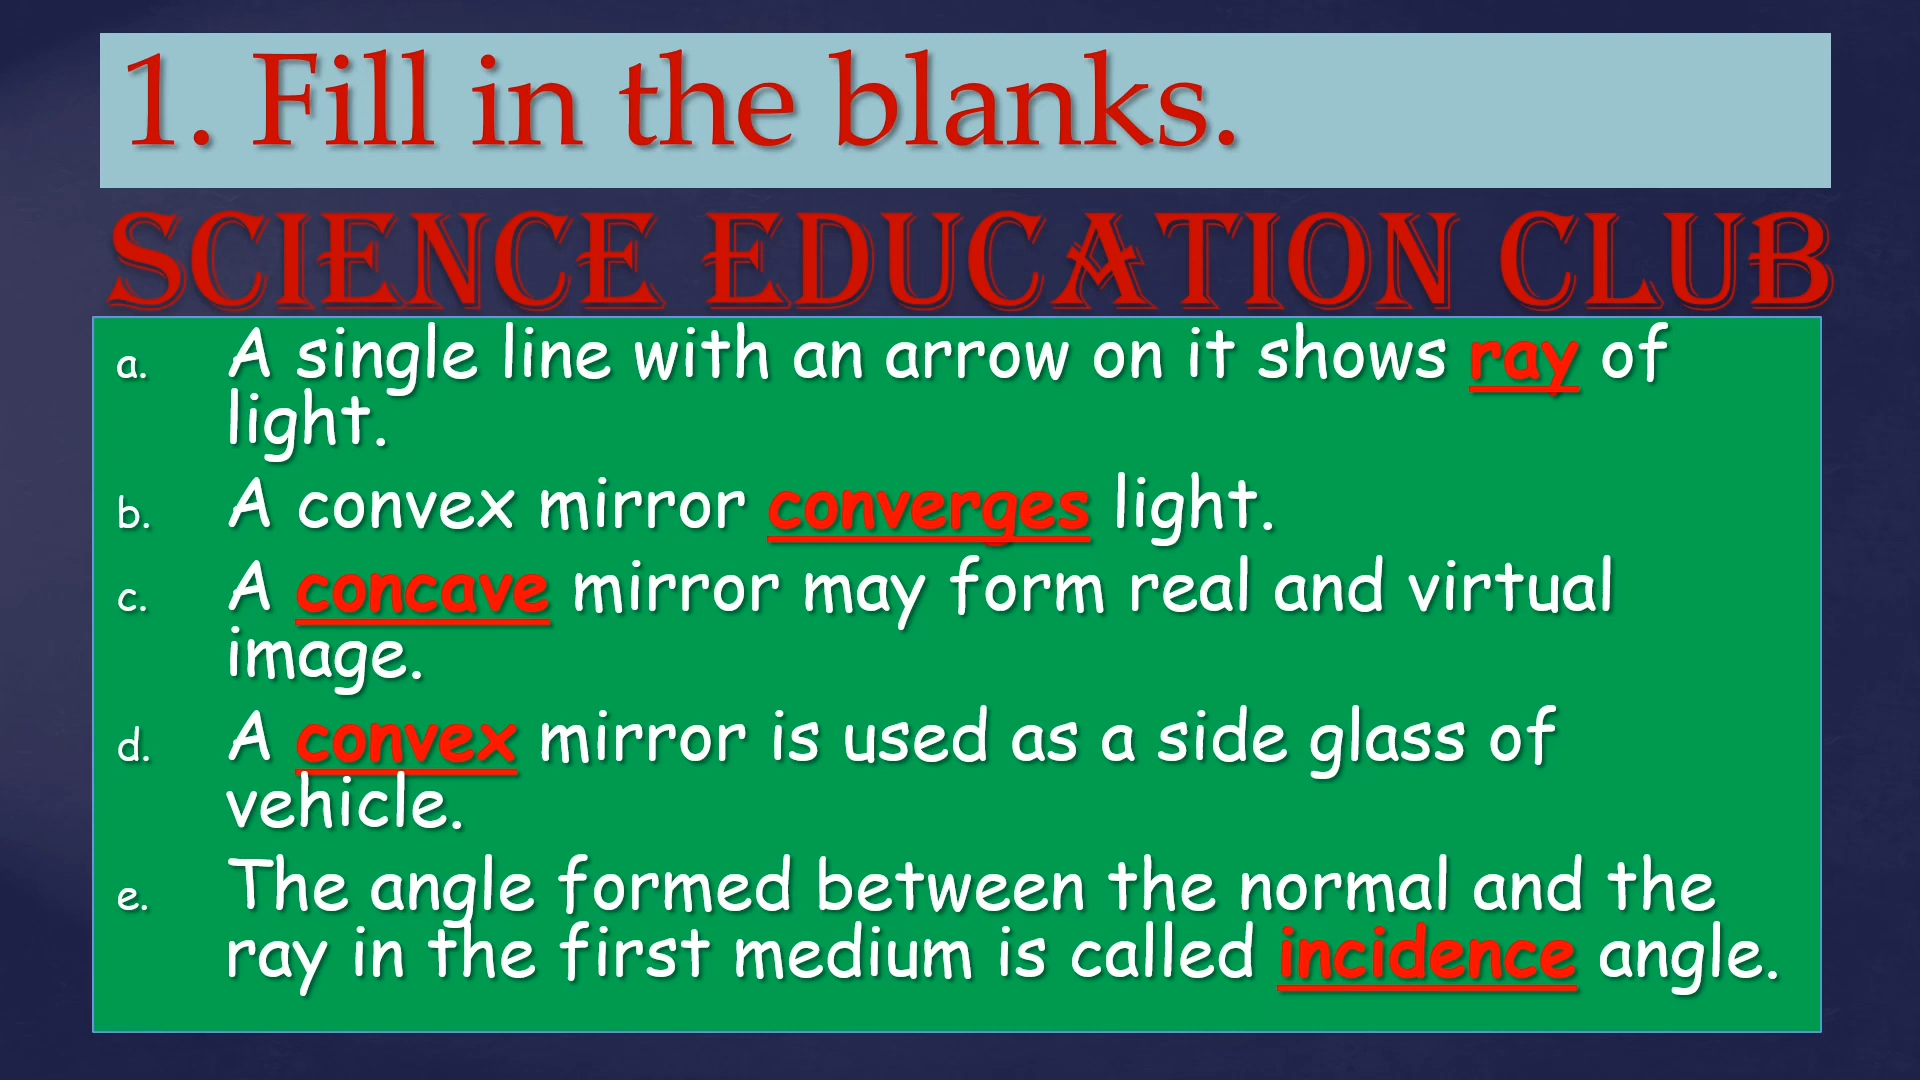 1. Fill in the blanks.
SCIENCE EDUCATION CLUB
a. A single line with an arrow on it shows ray of
light.
b. A convex mirror converges light.
c. A concave mirror may form real and virtual
image.
d. A convex mirror is used as a side glass of
vehicle.
e. The angle formed between the normal and the
ray in the first medium is called incidence angle.